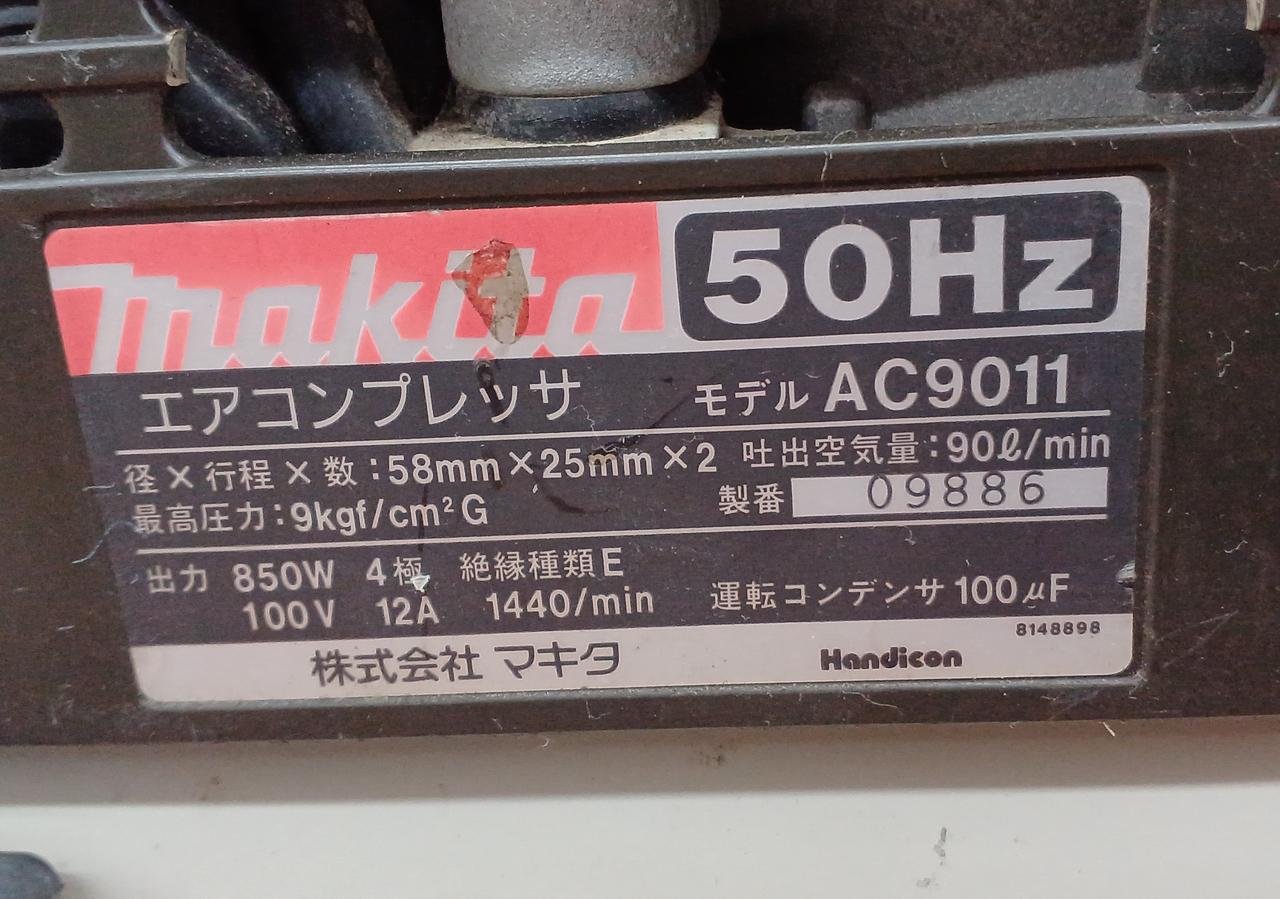 makita 50Hz
エアコンプレッサ モデル AC9011
径×行程×数:58mm×25mm×2 吐出空気量:90ℓ/min
最高圧力:9kgf/cm²G 製番 09886
出力 850W 4極 絶縁種類E
100V 12A 1440/min 運転コンデンサ100μF
8148898
株式会社 マキタ Handicon